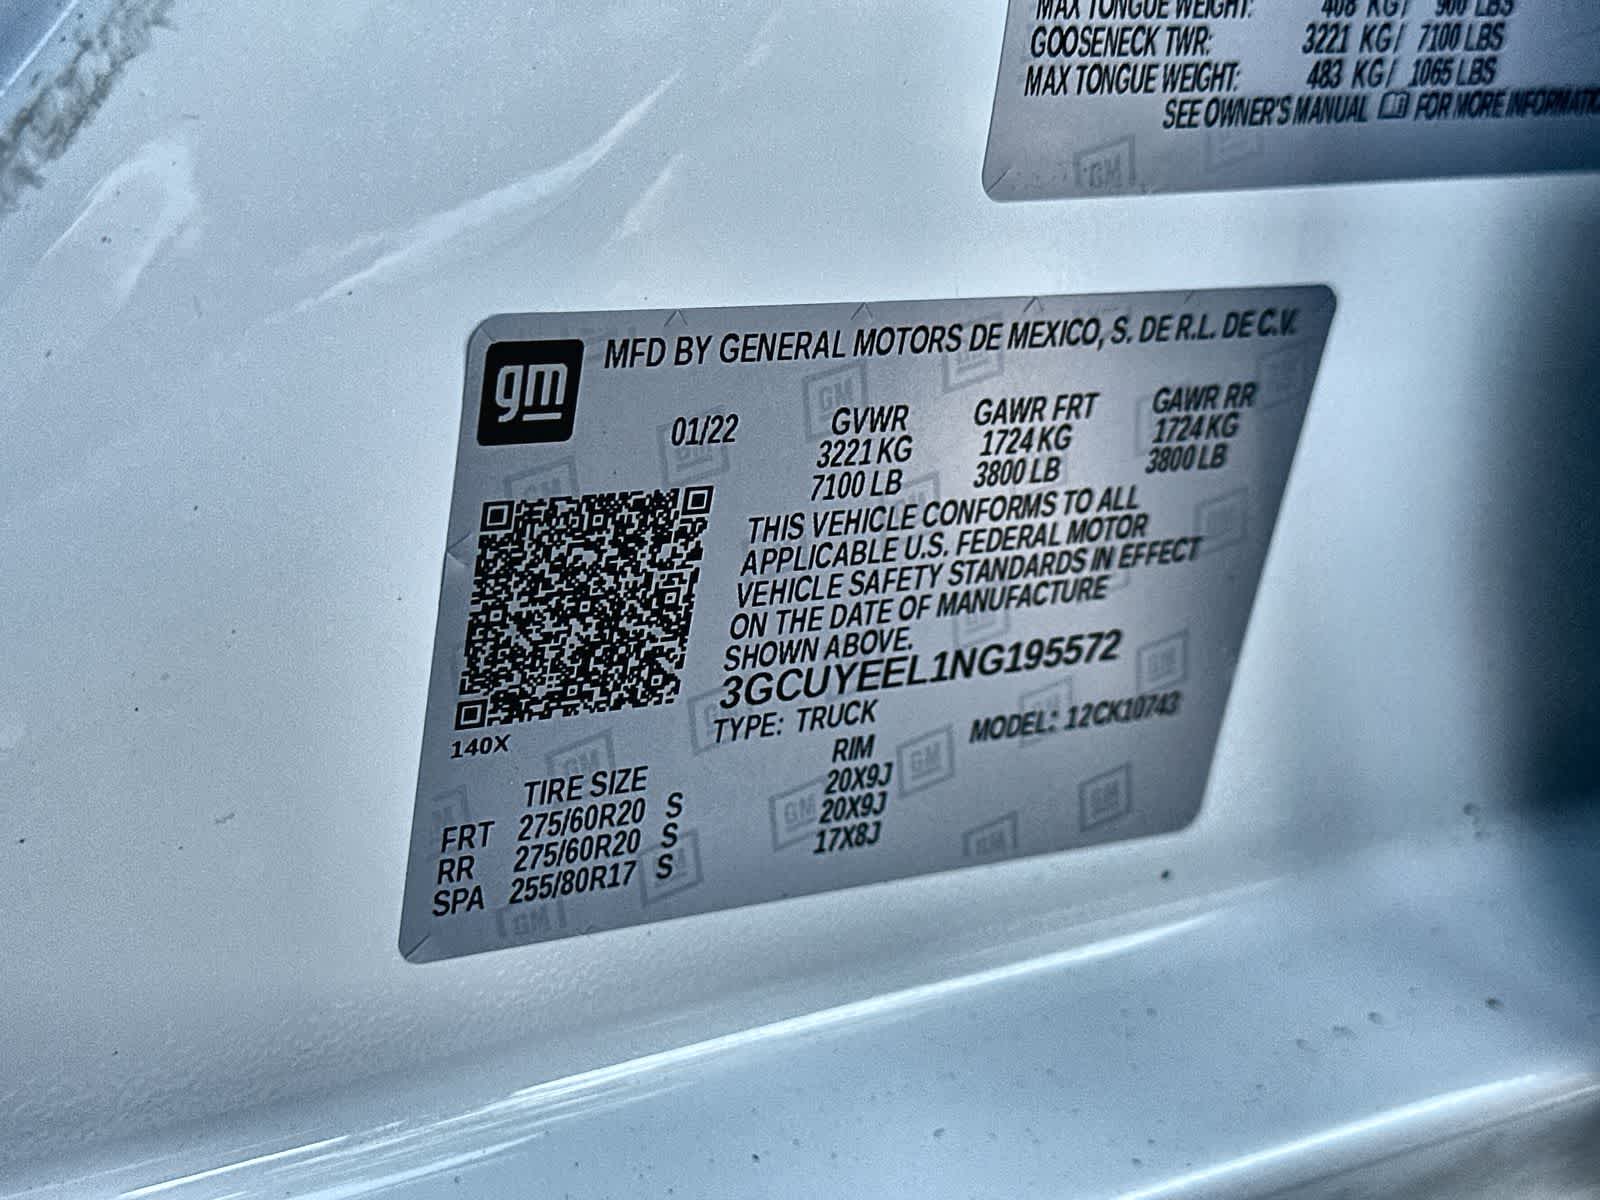 MAX TONGUE WEIGHT: 408 KG/ 900 LBS
GOOSENECK TWR: 3221 KG/ 7100 LBS
MAX TONGUE WEIGHT: 483 KG/ 1065 LBS
SEE OWNER'S MANUAL FOR MORE INFORMATION
gm
MFD BY GENERAL MOTORS DE MEXICO, S. DE R.L. DE C.V.
01/22 GVWR GAWR FRT GAWR RR
3221 KG 1724 KG 1724 KG
7100 LB 3800 LB 3800 LB
THIS VEHICLE CONFORMS TO ALL
APPLICABLE U.S. FEDERAL MOTOR
VEHICLE SAFETY STANDARDS IN EFFECT
ON THE DATE OF MANUFACTURE
SHOWN ABOVE.
3GCUYEEL1NG195572
TYPE: TRUCK MODEL: 12CK10743
140X
TIRE SIZE RIM
FRT 275/60R20 S 20X9J
RR 275/60R20 S 20X9J
SPA 255/80R17 S 17X8J